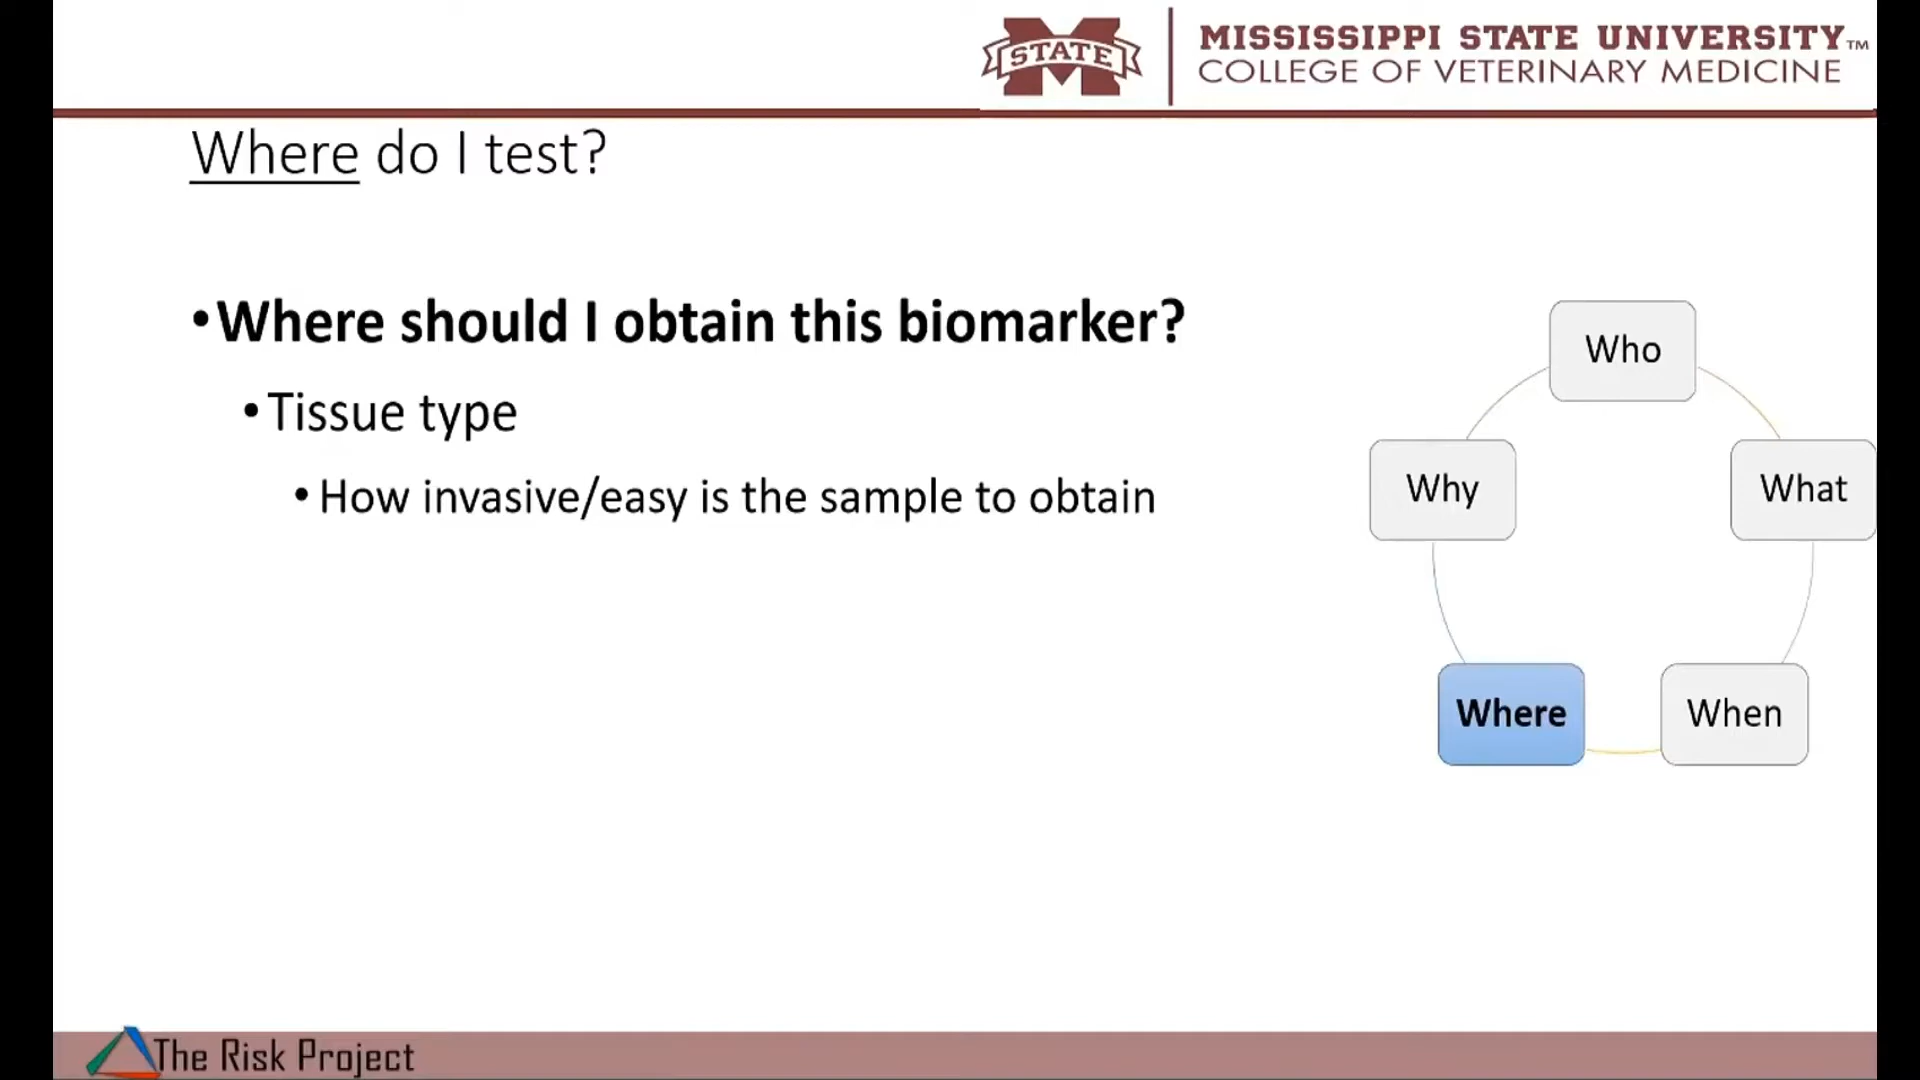 STATE
MISSISSIPPI STATE UNIVERSITY™
COLLEGE OF VETERINARY MEDICINE
Where do I test?
•Where should I obtain this biomarker?
•Tissue type
•How invasive/easy is the sample to obtain
Who
Why
What
Where
When
The Risk Project